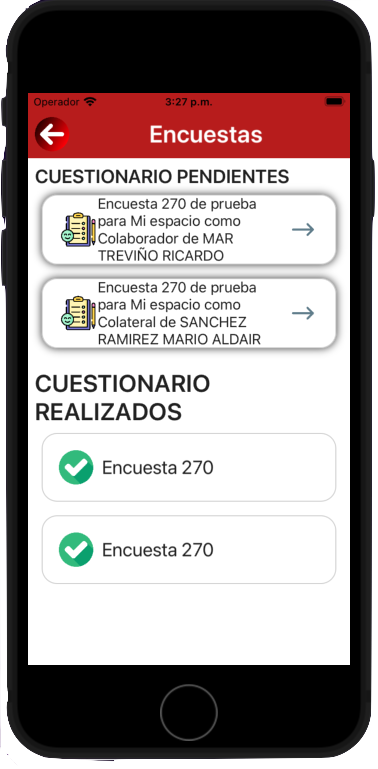 Operador 3:27 p.m.
Encuestas
CUESTIONARIO PENDIENTES
Encuesta 270 de prueba
para Mi espacio como
Colaborador de MAR
TREVIÑO RICARDO
Encuesta 270 de prueba
para Mi espacio como
Colateral de SANCHEZ
RAMIREZ MARIO ALDAIR
CUESTIONARIO
REALIZADOS
Encuesta 270
Encuesta 270